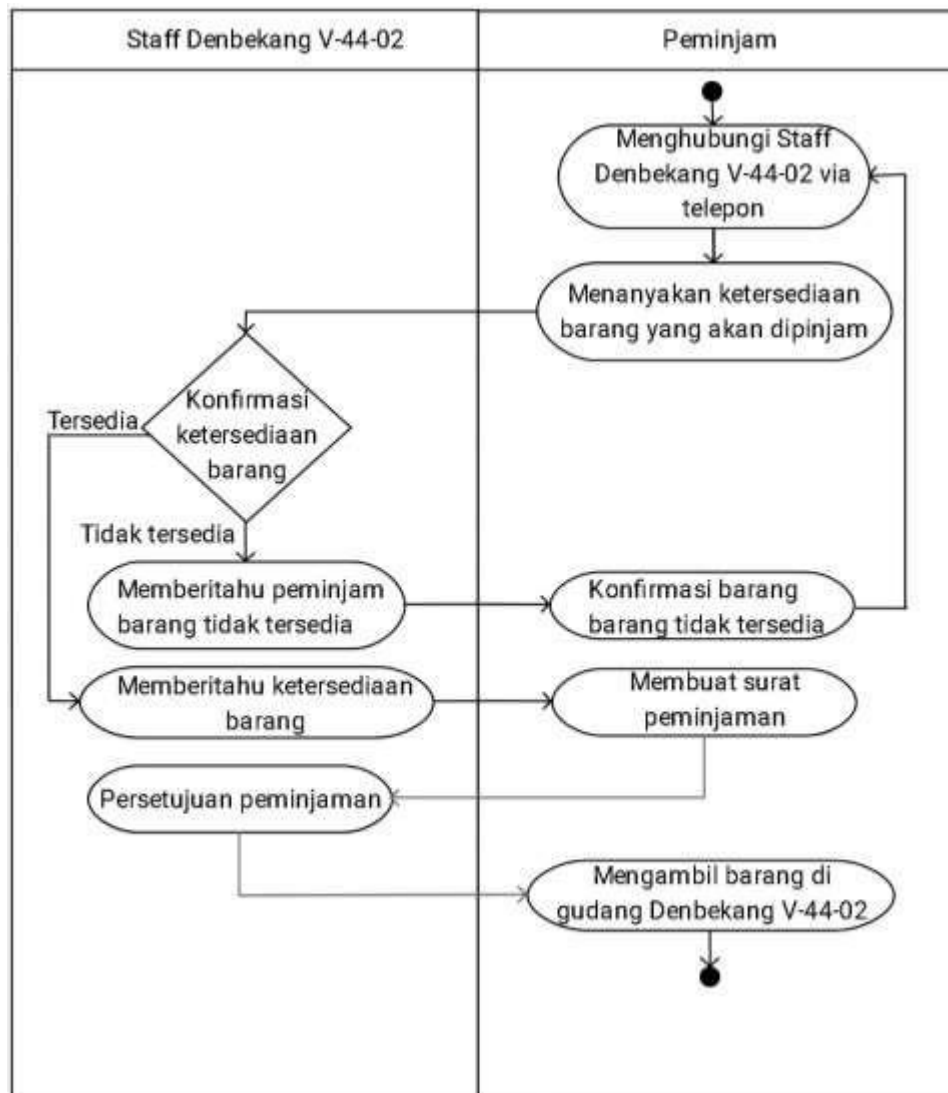 Staff Denbekang V-44-02
Peminjam
Menghubungi Staff
Denbekang V-44-02 via
telepon
Menanyakan ketersediaan
barang yang akan dipinjam
Konfirmasi
ketersediaan
barang
Tersedia
Tidak tersedia
Memberitahu peminjam
barang tidak tersedia
Konfirmasi barang
barang tidak tersedia
Memberitahu ketersediaan
barang
Membuat surat
peminjaman
Persetujuan peminjaman
Mengambil barang di
gudang Denbekang V-44-02